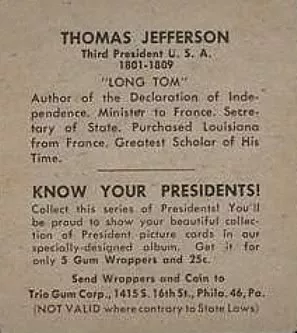 THOMAS JEFFERSON
Third President U. S. A.
1801-1809
"LONG TOM"
Author of the Declaration of Inde-
pendence. Minister to France. Secre-
tary of State. Purchased Louisiana
from France. Greatest Scholar of His
Time.
KNOW YOUR PRESIDENTS!
Collect this series of Presidents! You'll
be proud to show your beautiful collec-
tion of President picture cards in our
specially-designed album. Get it for
only 5 Gum Wrappers and 25c.
Send Wrappers and Coin to
Trio Gum Corp., 1415 S. 16th St., Phila. 46, Pa.
(NOT VALID where contrary to State Laws)